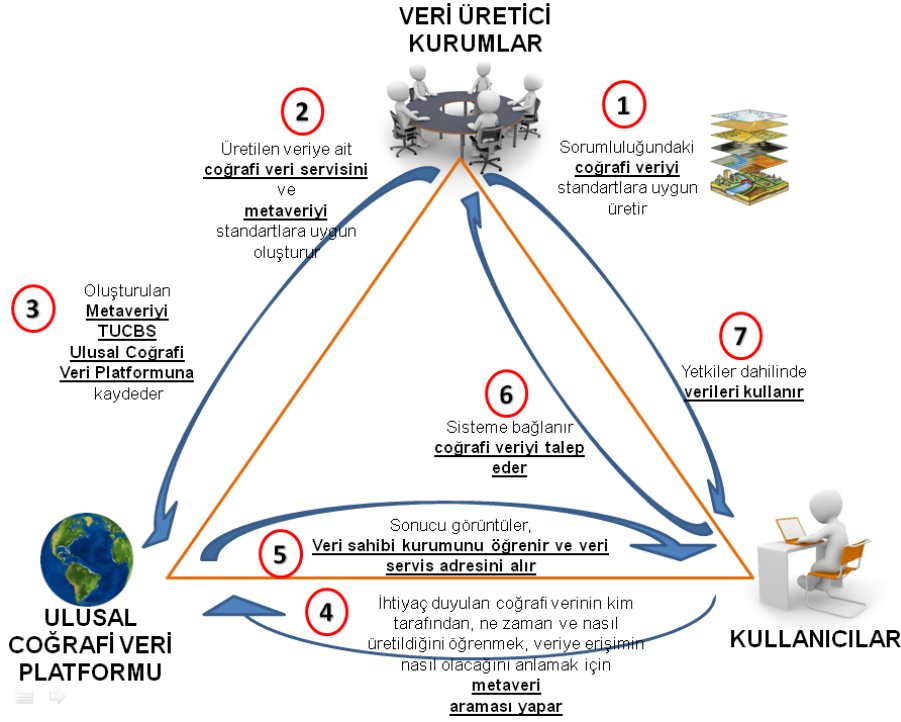 VERİ ÜRETİCİ
KURUMLAR
1
Sorumluluğundaki
coğrafi veriyi
standartlara uygun
üretir
2
Üretilen veriye ait
coğrafi veri servisini
ve
metaveriyi
standartlara uygun
oluşturur
3
Oluşturulan
Metaveriyi
TUCBS
Ulusal Coğrafi
Veri Platformuna
kaydeder
7
Yetkiler dahilinde
verileri kullanır
6
Sisteme bağlanır
coğrafi veriyi talep
eder
5
Sonucu görüntüler,
Veri sahibi kurumunu öğrenir ve veri
servis adresini alır
4
İhtiyaç duyulan coğrafi verinin kim
tarafından, ne zaman ve nasıl
üretildiğini öğrenmek, veriye erişimin
nasıl olacağını anlamak için
metaveri
araması yapar
ULUSAL
COĞRAFİ VERİ
PLATFORMU
KULLANICILAR